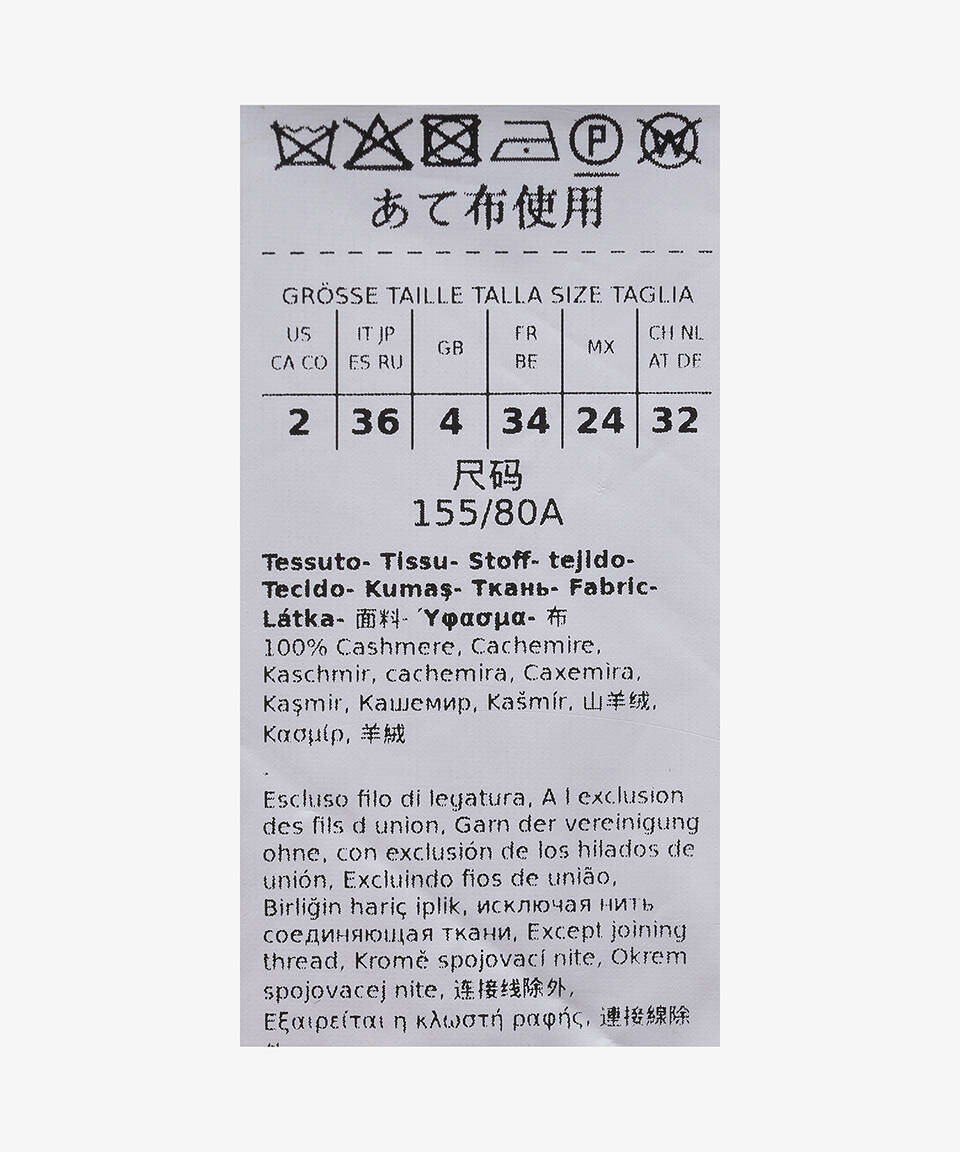 あて布使用
GRÖSSE TAILLE TALLA SIZE TAGLIA
US IT JP GB FR MX CH NL
CA CO ES RU BE AT DE
2 36 4 34 24 32
尺码
155/80A
Tessuto- Tissu- Stoff- tejido-
Tecido- Kumaş- Ткань- Fabric-
Látka- 面料- Ύφασμα- 布
100% Cashmere, Cachemire,
Kaschmir, cachemira, Caxemira,
Kaşmir, Кашемир, Kašmír, 山羊绒,
Κασμίρ, 羊絨
.
Escluso filo di legatura, A l exclusion
des fils d union, Garn der vereinigung
ohne, con exclusión de los hilados de
unión, Excluindo fios de união,
Birliğin hariç iplik, исключая нить
соединяющая ткани, Except joining
thread, Kromě spojovací nite, Okrem
spojovacej nite, 连接线除外,
Εξαιρείται η κλωστή ραφής, 連接線除